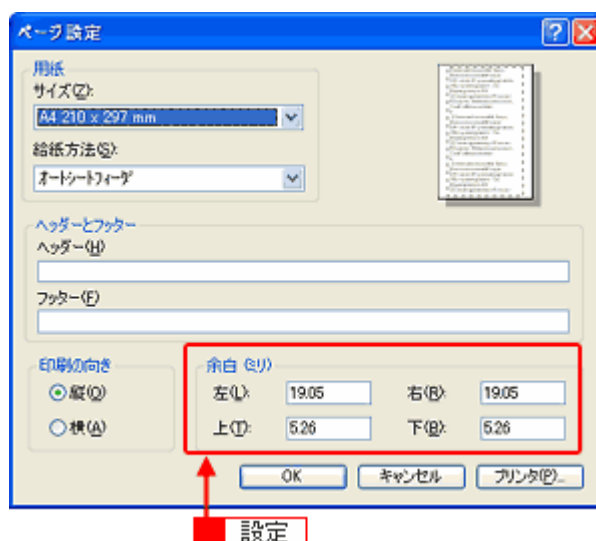 ページ設定
用紙
サイズ(Z):
A4 210 x 297 mm
給紙方法(S):
オートシートフィーダ
ヘッダーとフッター
ヘッダー(H)
フッター(F)
印刷の向き
縦(O)
横(A)
余白 (ミリ)
左(L): 19.05 右(R): 19.05
上(T): 5.26 下(B): 5.26
OK キャンセル プリンタ(P)...
設定